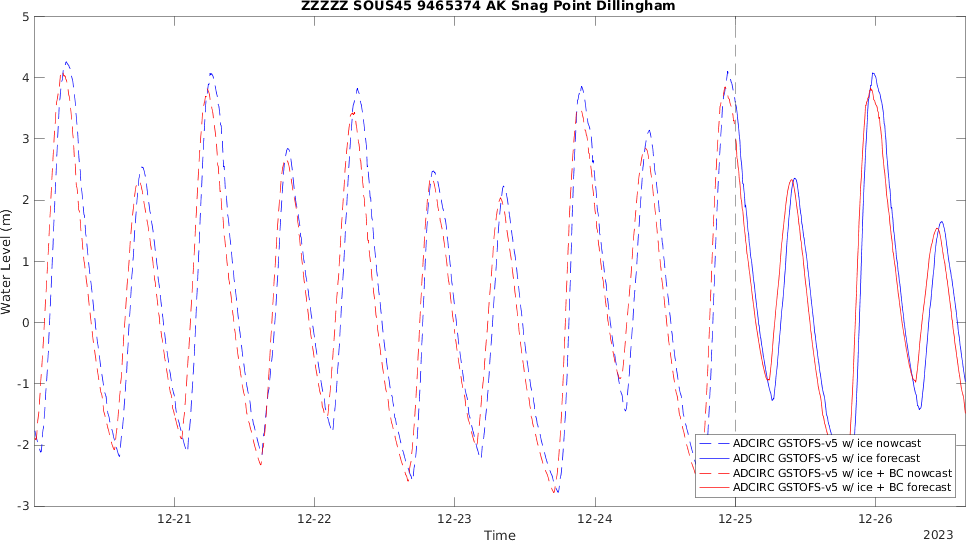 ZZZZZ SOUS45 9465374 AK Snag Point Dillingham
5
4
3
2
1
0
-1
-2
-3
Water Level (m)
12-21
12-22
12-23
12-24
12-25
12-26
Time
2023
ADCIRC GSTOFS-v5 w/ ice nowcast
ADCIRC GSTOFS-v5 w/ ice forecast
ADCIRC GSTOFS-v5 w/ ice + BC nowcast
ADCIRC GSTOFS-v5 w/ ice + BC forecast